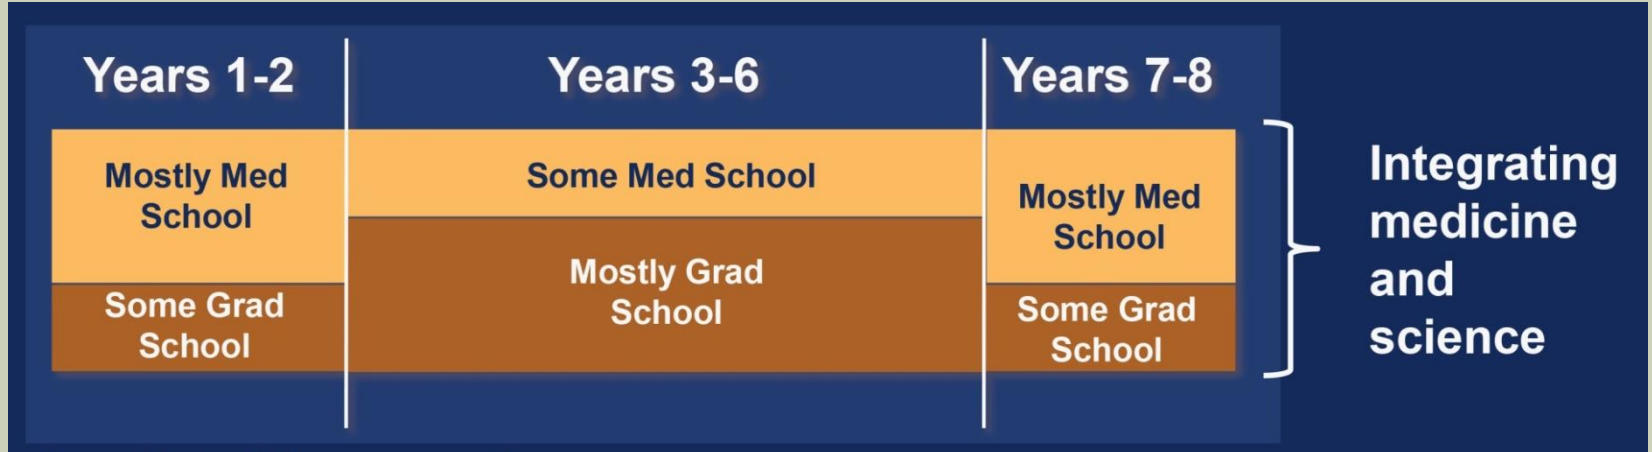 Years 1-2
Years 3-6
Years 7-8
Mostly Med
School
Some Grad
School
Some Med School
Mostly Grad
School
Mostly Med
School
Some Grad
School
Integrating
medicine
and
science